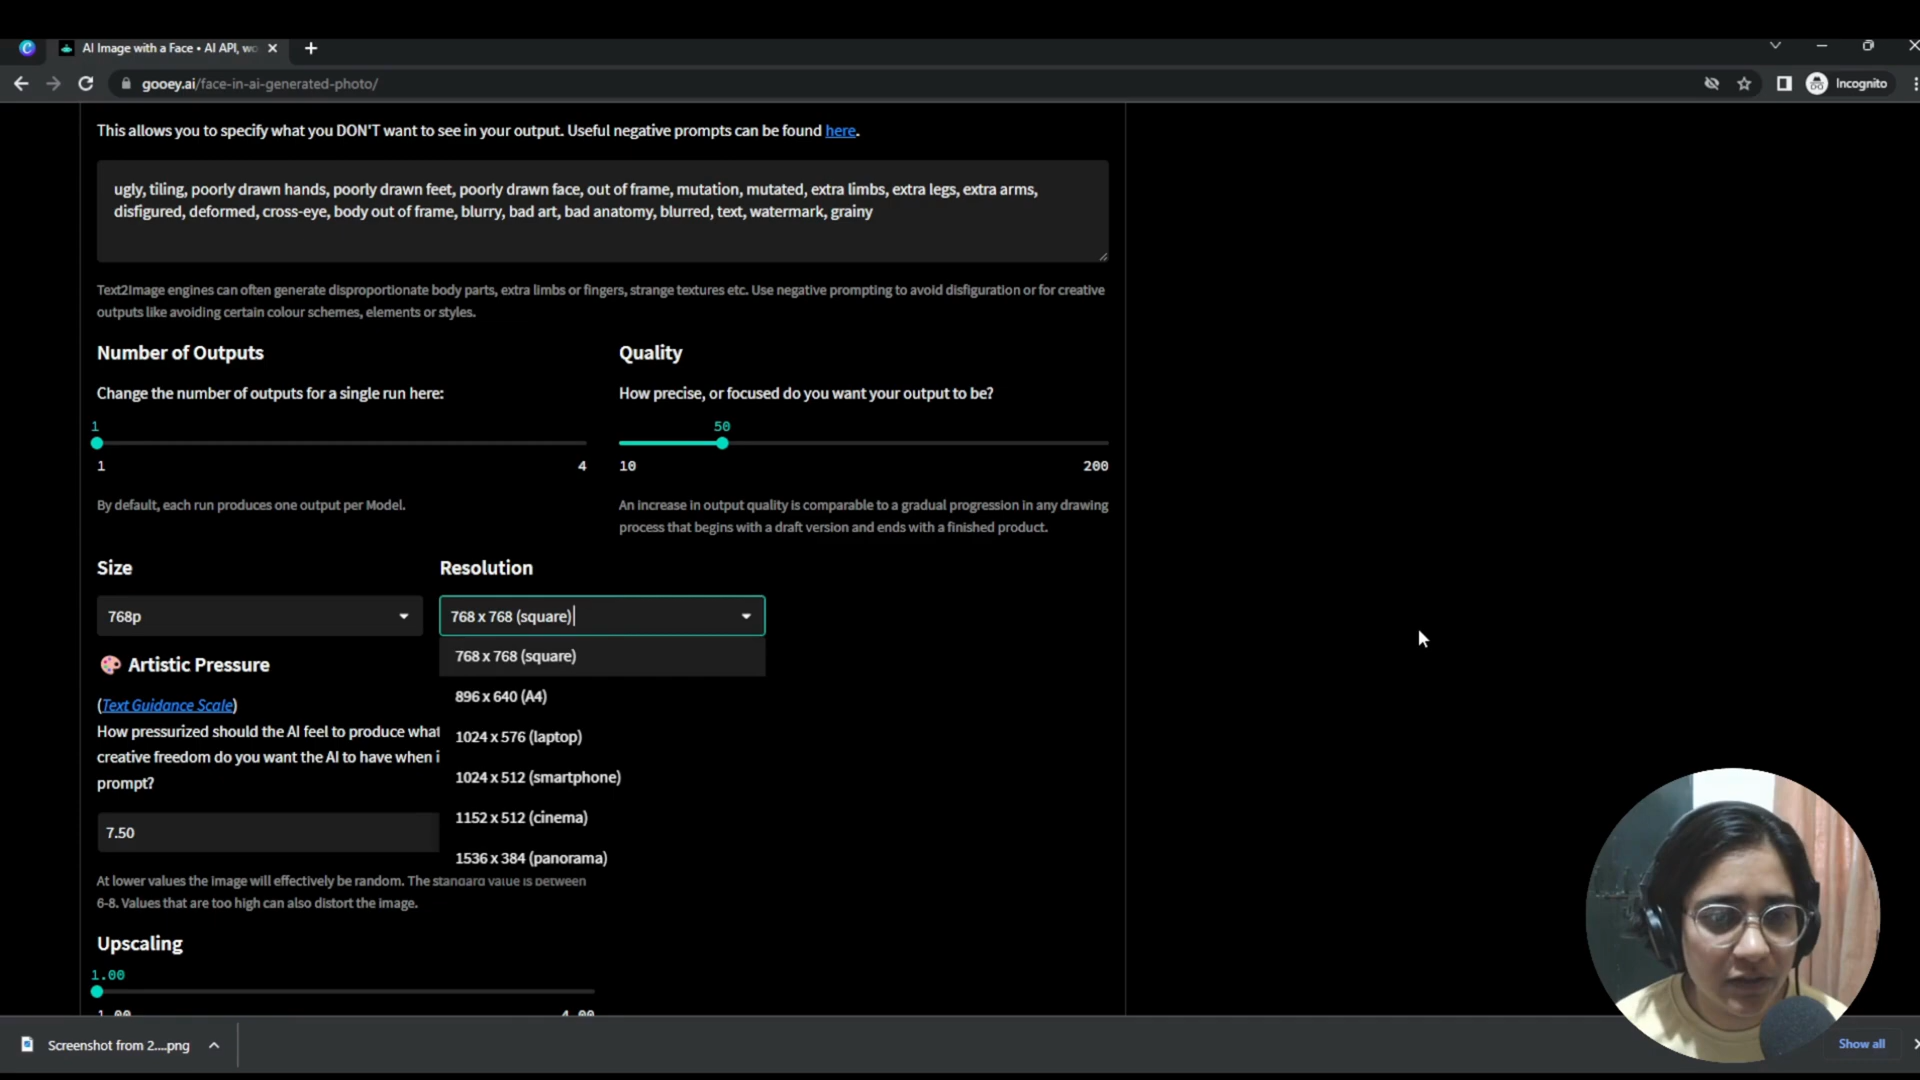 AI Image with a Face • AI API, wo
gooey.ai/face-in-ai-generated-photo/
Incognito
This allows you to specify what you DON'T want to see in your output. Useful negative prompts can be found here.
ugly, tiling, poorly drawn hands, poorly drawn feet, poorly drawn face, out of frame, mutation, mutated, extra limbs, extra legs, extra arms,
disfigured, deformed, cross-eye, body out of frame, blurry, bad art, bad anatomy, blurred, text, watermark, grainy
Text2Image engines can often generate disproportionate body parts, extra limbs or fingers, strange textures etc. Use negative prompting to avoid disfiguration or for creative
outputs like avoiding certain colour schemes, elements or styles.
Number of Outputs
Quality
Change the number of outputs for a single run here:
How precise, or focused do you want your output to be?
1
50
1 4
10 200
By default, each run produces one output per Model.
An increase in output quality is comparable to a gradual progression in any drawing
process that begins with a draft version and ends with a finished product.
Size
Resolution
768p
768 x 768 (square)
768 x 768 (square)
896 x 640 (A4)
1024 x 576 (laptop)
1024 x 512 (smartphone)
1152 x 512 (cinema)
1536 x 384 (panorama)
🎨 Artistic Pressure
(Text Guidance Scale)
How pressurized should the AI feel to produce what
creative freedom do you want the AI to have when i
prompt?
7.50
At lower values the image will effectively be random. The standard value is between
6-8. Values that are too high can also distort the image.
Upscaling
1.00
1.00 4.00
Screenshot from 2....png
Show all